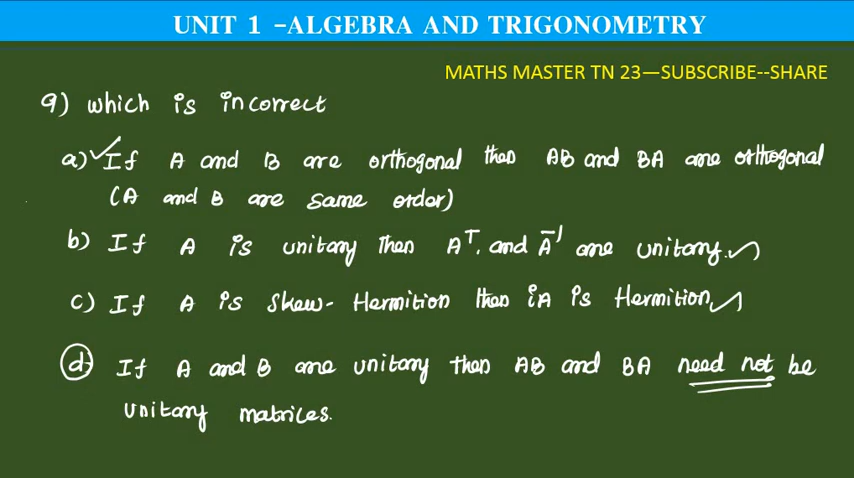 UNIT 1 -ALGEBRA AND TRIGONOMETRY
MATHS MASTER TN 23—SUBSCRIBE--SHARE
9) which is incorrect
a) ✓ If A and B are orthogonal then AB and BA are orthogonal
(A and B are same order)
b) If A is unitary then Aᵀ, and A⁻¹ are unitary. ✓
c) If A is skew- Hermition then iA is Hermition ✓
d) If A and B are unitary then AB and BA need not be
unitary matrices.